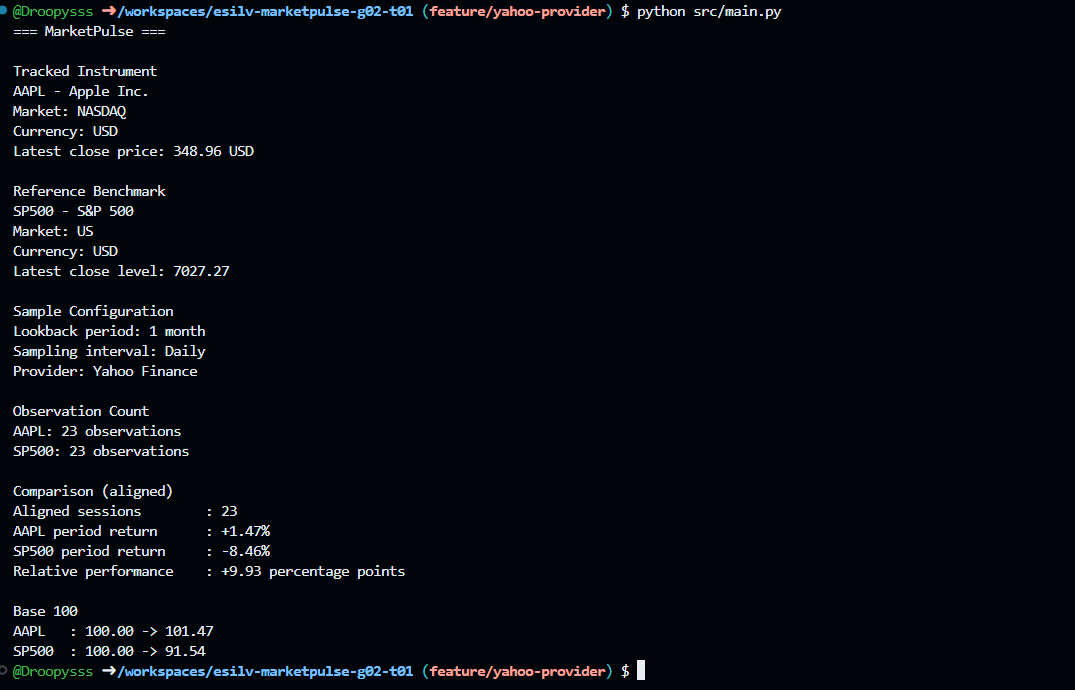 @Droopysss ➜/workspaces/esilv-marketpulse-g02-t01 (feature/yahoo-provider) $ python src/main.py
=== MarketPulse ===
Tracked Instrument
AAPL - Apple Inc.
Market: NASDAQ
Currency: USD
Latest close price: 348.96 USD
Reference Benchmark
SP500 - S&P 500
Market: US
Currency: USD
Latest close level: 7027.27
Sample Configuration
Lookback period: 1 month
Sampling interval: Daily
Provider: Yahoo Finance
Observation Count
AAPL: 23 observations
SP500: 23 observations
Comparison (aligned)
Aligned sessions        : 23
AAPL period return      : +1.47%
SP500 period return     : -8.46%
Relative performance    : +9.93 percentage points
Base 100
AAPL   : 100.00 -> 101.47
SP500  : 100.00 -> 91.54
@Droopysss ➜/workspaces/esilv-marketpulse-g02-t01 (feature/yahoo-provider) $